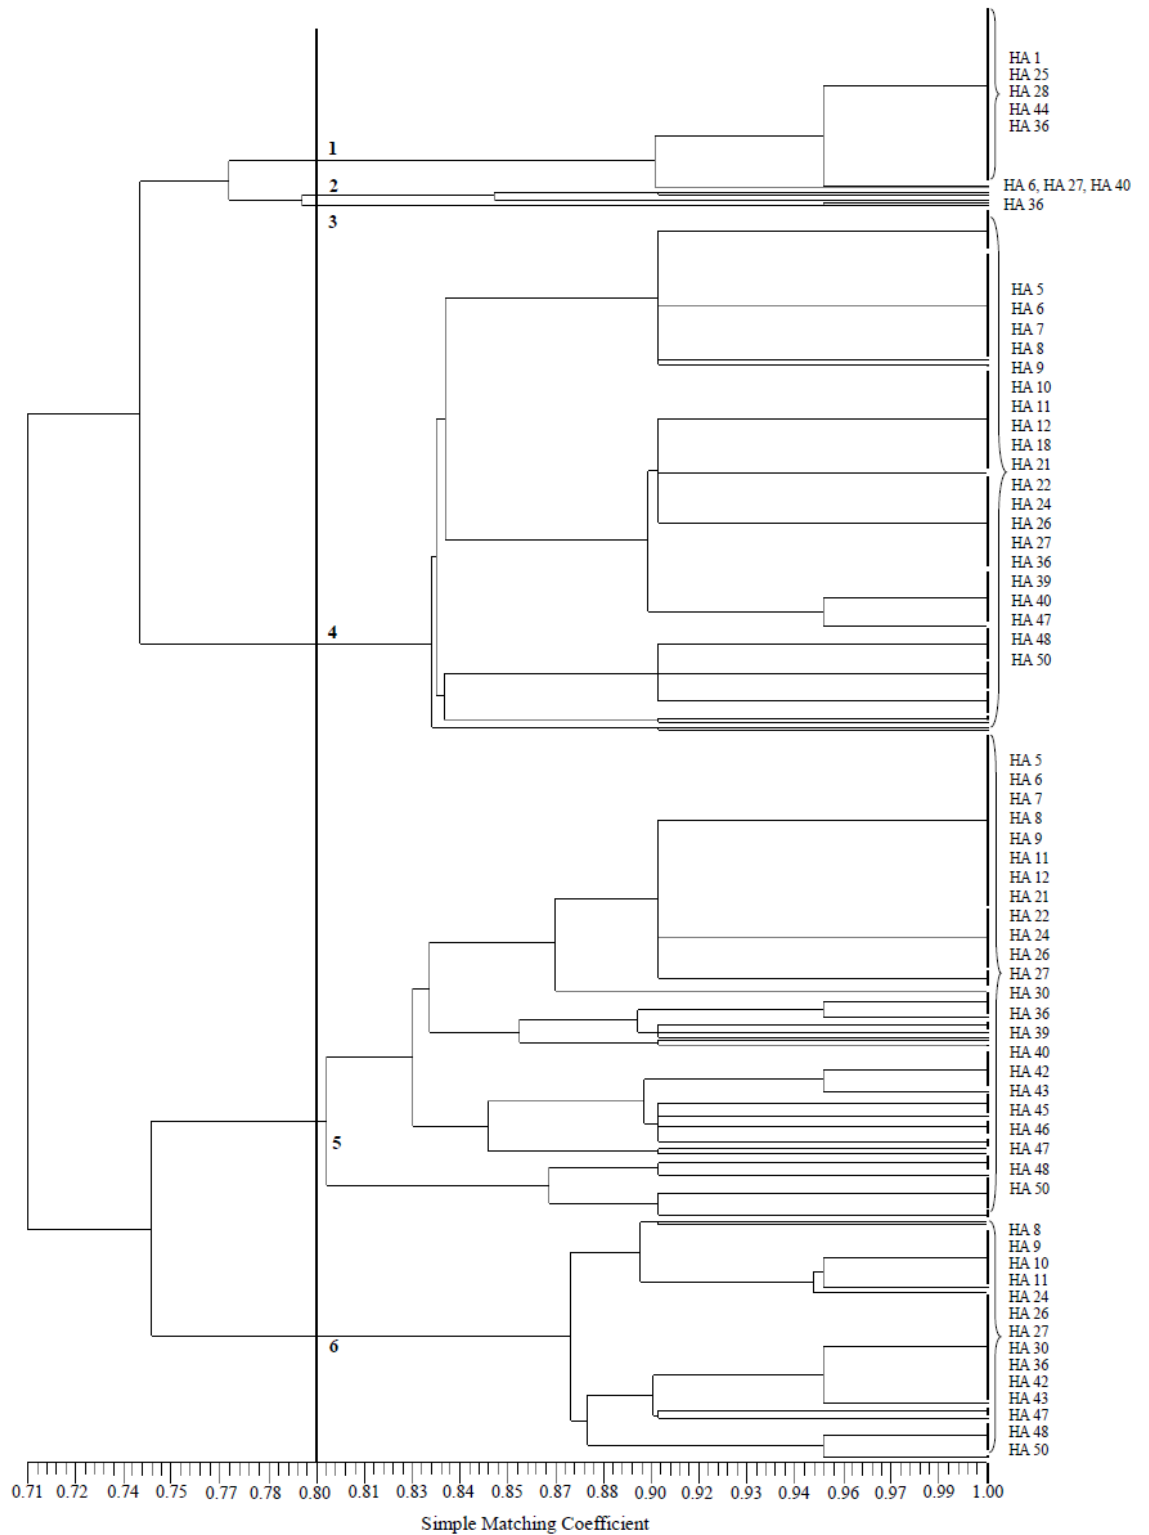 HA 1
HA 25
HA 28
HA 44
HA 36
1
2
HA 6, HA 27, HA 40
HA 36
3
HA 5
HA 6
HA 7
HA 8
HA 9
HA 10
HA 11
HA 12
HA 18
HA 21
HA 22
HA 24
HA 26
HA 27
HA 36
HA 39
HA 40
HA 47
HA 48
HA 50
4
HA 5
HA 6
HA 7
HA 8
HA 9
HA 11
HA 12
HA 21
HA 22
HA 24
HA 26
HA 27
HA 30
HA 36
HA 39
HA 40
HA 42
HA 43
HA 45
HA 46
HA 47
HA 48
HA 50
5
HA 8
HA 9
HA 10
HA 11
HA 24
HA 26
HA 27
HA 30
HA 36
HA 42
HA 43
HA 47
HA 48
HA 50
6
0.71 0.72 0.74 0.75 0.77 0.78 0.80 0.81 0.83 0.84 0.85 0.87 0.88 0.90 0.92 0.93 0.94 0.96 0.97 0.99 1.00
Simple Matching Coefficient